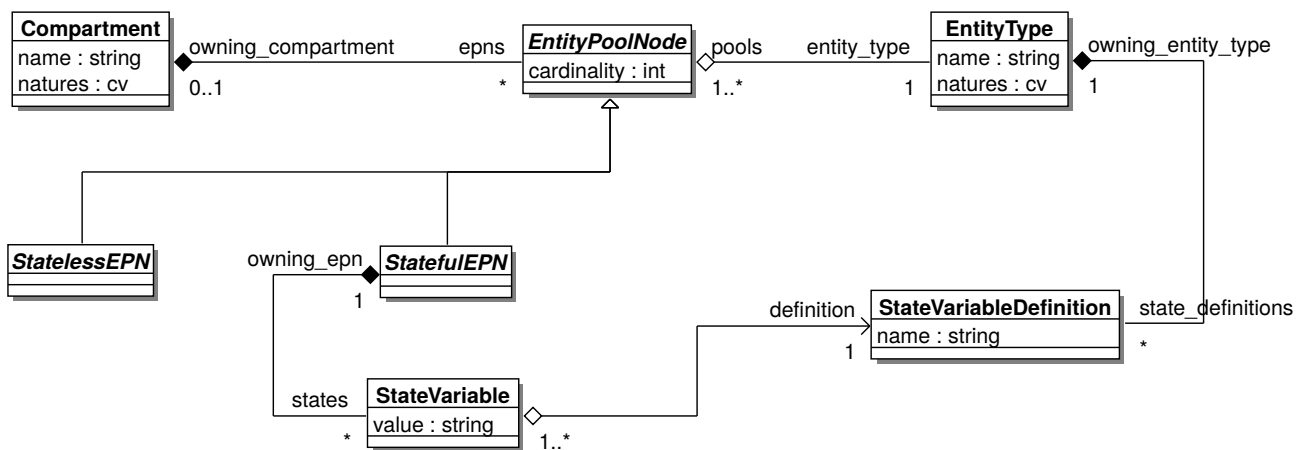 Compartment
name : string
natures : cv
owning_compartment
0..1
epns
*
EntityPoolNode
cardinality : int
pools
1..*
entity_type
1
EntityType
name : string
natures : cv
owning_entity_type
1
StatelessEPN
owning_epn
1
StatefulEPN
definition
1
StateVariableDefinition
name : string
state_definitions
*
states
*
StateVariable
value : string
1..*